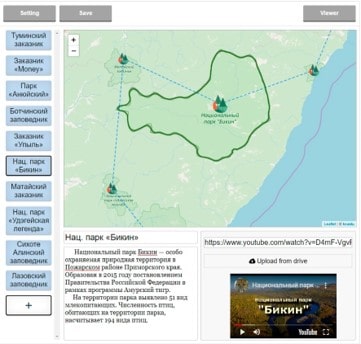 Setting
Save
Viewer
Туминский
заказник
Заказник
«Мопеу»
Парк
«Анюйский»
Ботчинский
заповедник
Заказник
«Упыль»
Нац. парк
«Бикин»
Матайский
заказник
Нац. парк
«Удэгейская
легенда»
Сихоте
Алинский
заповедник
Лазовский
заповедник
+
+
−
Национальный
парк "Бикин"
Leaflet
Нац. парк «Бикин»
Национальный парк Бикин — особо
охраняемая природная территория в
Пожарском районе Приморского края.
Образован в 2015 году постановлением
Правительства Российской Федерации в
рамках программы Амурский тигр.
На территории парка выявлено 51 вид
млекопитающих. Численность птиц,
обитающих на территории парка,
насчитывает 194 вида птиц.
https://www.youtube.com/watch?v=D4mF-Vgvf
Upload from drive
Национальный парк
"БИКИН"
YouTube